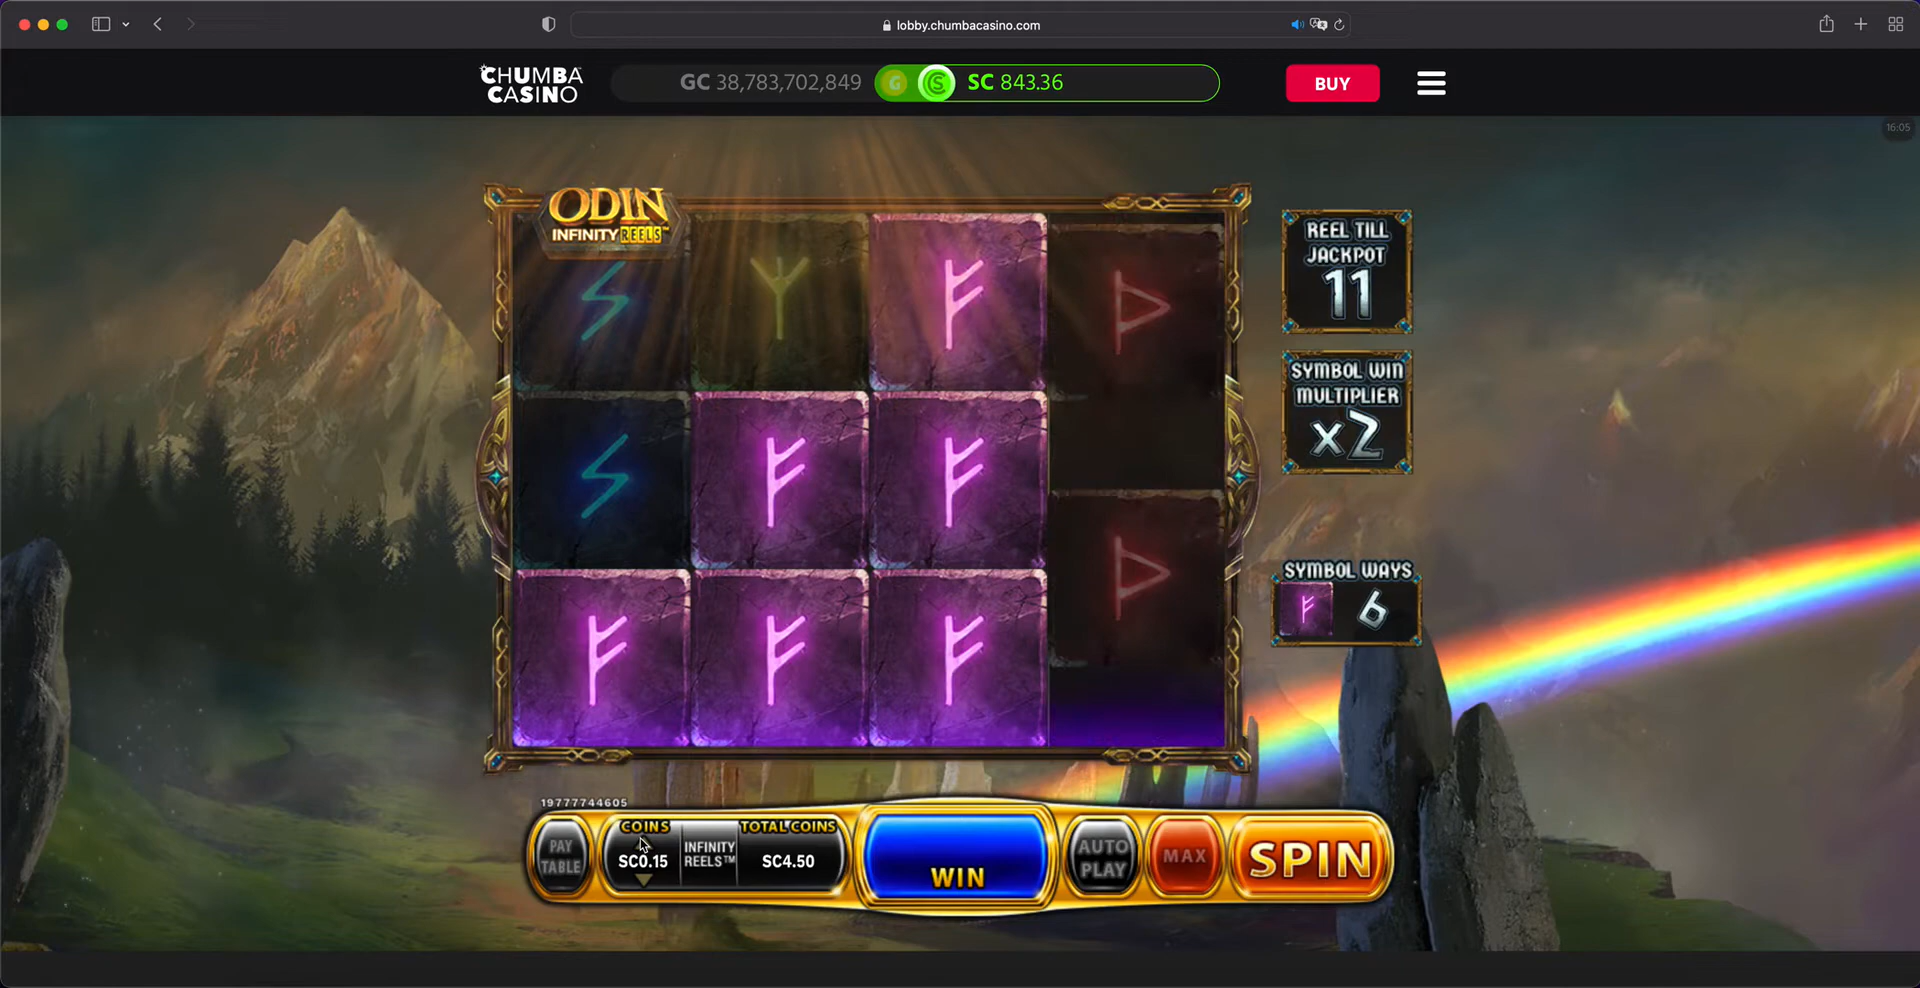 lobby.chumbacasino.com
CHUMBA
CASINO
GC 38,783,702,849
G
S
SC 843.36
BUY
16:05
ODIN
INFINITY REELS™
REEL TILL
JACKPOT
11
SYMBOL WIN
MULTIPLIER
x2
SYMBOL WAYS
6
19777744605
PAY
TABLE
COINS
SC0.15
INFINITY
REELS™
TOTAL COINS
SC4.50
WIN
AUTO
PLAY
MAX
SPIN